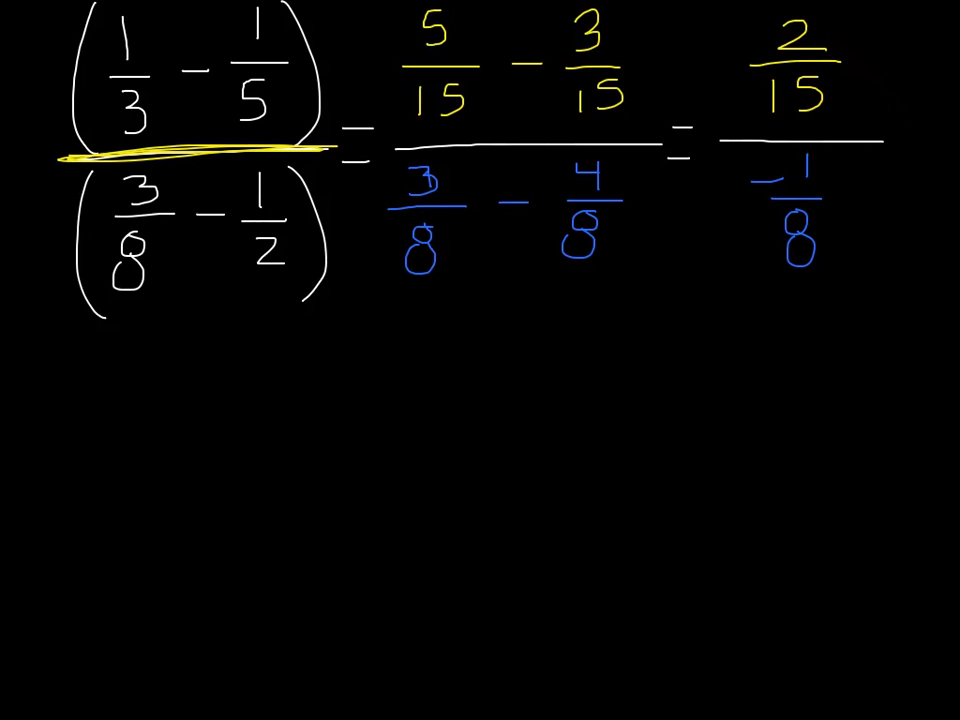 (1/3 - 1/5) / (3/8 - 1/2) = (5/15 - 3/15) / (3/8 - 4/8) = (2/15) / (-1/8)